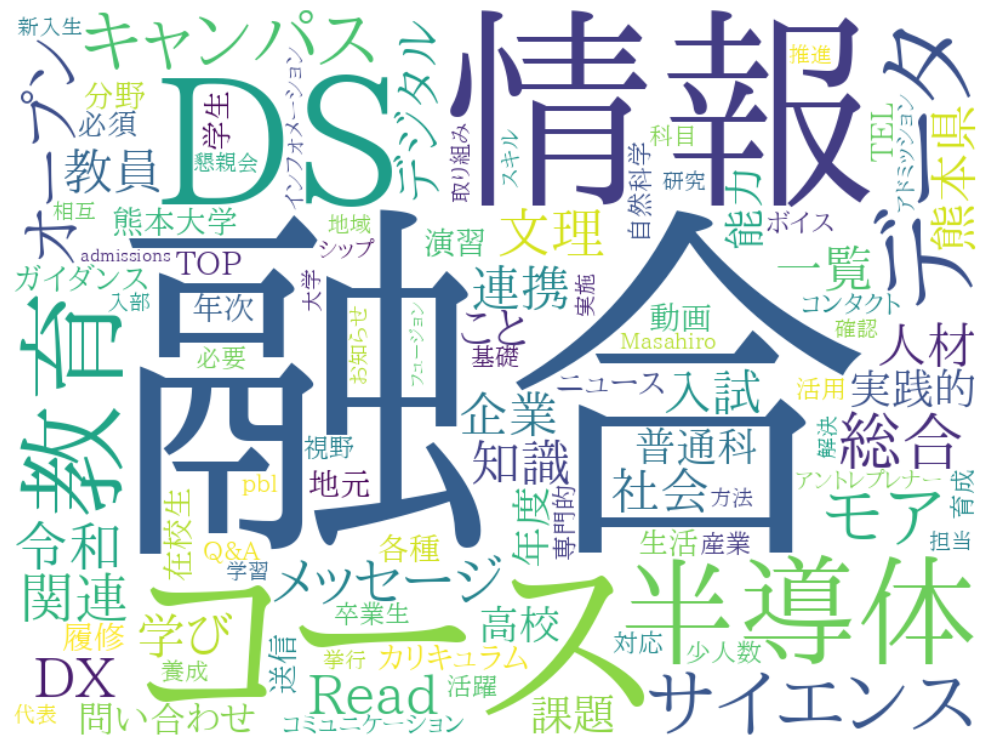 新入生
キャンパス
DS
情報
推進
データ
オープン
分野
必須
教員
学生
懇親会
インフォメーション
デジタル
取り組み
スキル
科目
研究
自然科学
能力
ボイス
TEL
アドミッション
熊本県
相互
熊本大学
地域
シップ
演習
文理
admissions
TOP
ガイダンス
入部
年次
大学
連携
こと
実施
基礎
動画
Masahiro
一覧
コンタクト
確認
人材
教育
融合
必要
お知らせ
フュージョン
ニュース
入試
活用
実践的
企業
知識
視野
地元
pbl
普通科
社会
方法
総合
解決
アントレプレナー
育成
モア
担当
令和
在校生
Q&A
学習
各種
年度
専門的
生活
産業
関連
メッセージ
コース
半導体
履修
学び
養成
卒業生
高校
対応
少人数
DX
送信
挙行
カリキュラム
Read
活躍
課題
サイエンス
代表
問い合わせ
コミュニケーション